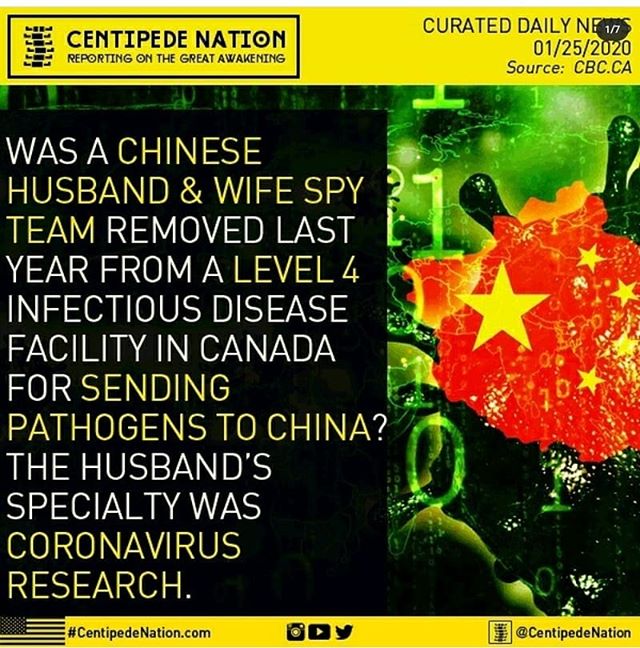 CENTIPEDE NATION
REPORTING ON THE GREAT AWAKENING
CURATED DAILY
1/7
01/25/2020
Source: CBC.CA
WAS A CHINESE
HUSBAND & WIFE SPY
TEAM REMOVED LAST
YEAR FROM A LEVEL 4
INFECTIOUS DISEASE
FACILITY IN CANADA
FOR SENDING
PATHOGENS TO CHINA?
THE HUSBAND'S
SPECIALTY WAS
CORONAVIRUS
RESEARCH.
#CentipedeNation.com
@CentipedeNation